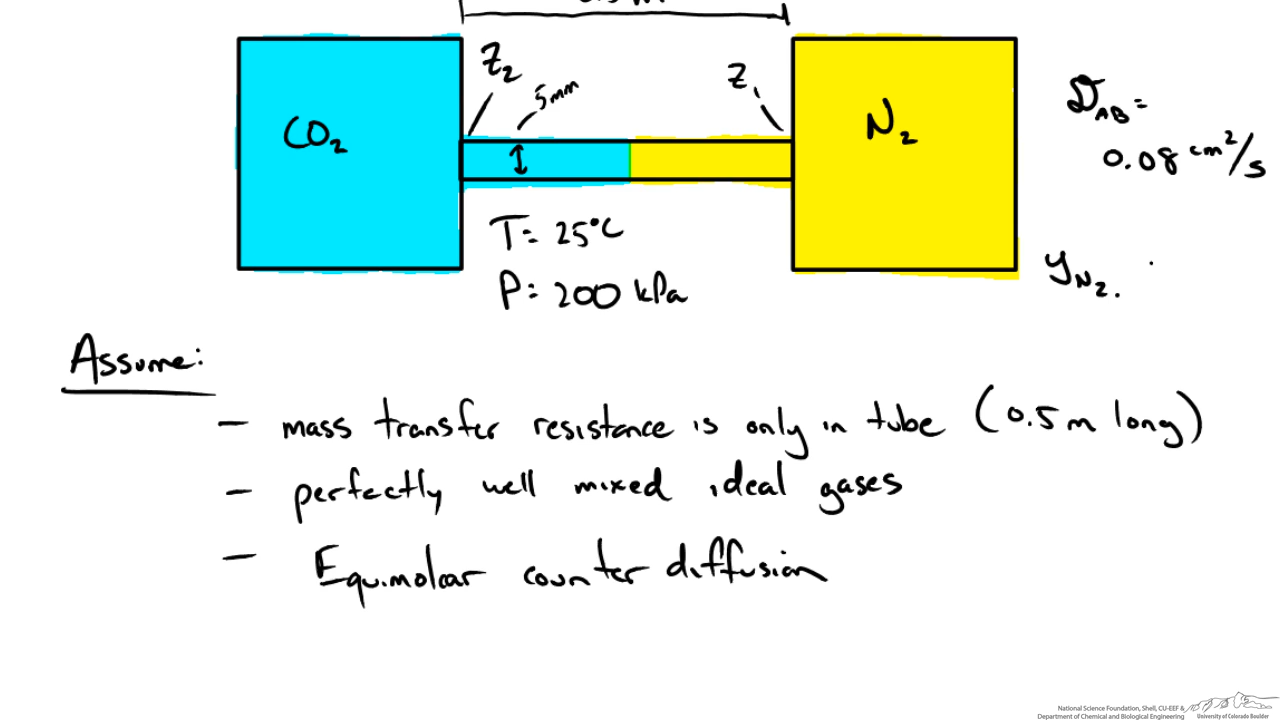 Z₂
Z₁
5mm
CO₂
N₂
𝒟AB =
0.08 cm²/s
T = 25°C
P = 200 kPa
yN₂.
Assume:
– mass transfer resistance is only in tube (0.5 m long)
– perfectly well mixed ideal gases
– Equimolar counter diffusion
National Science Foundation, Shell, CU-EEF &
Department of Chemical and Biological Engineering
University of Colorado Boulder